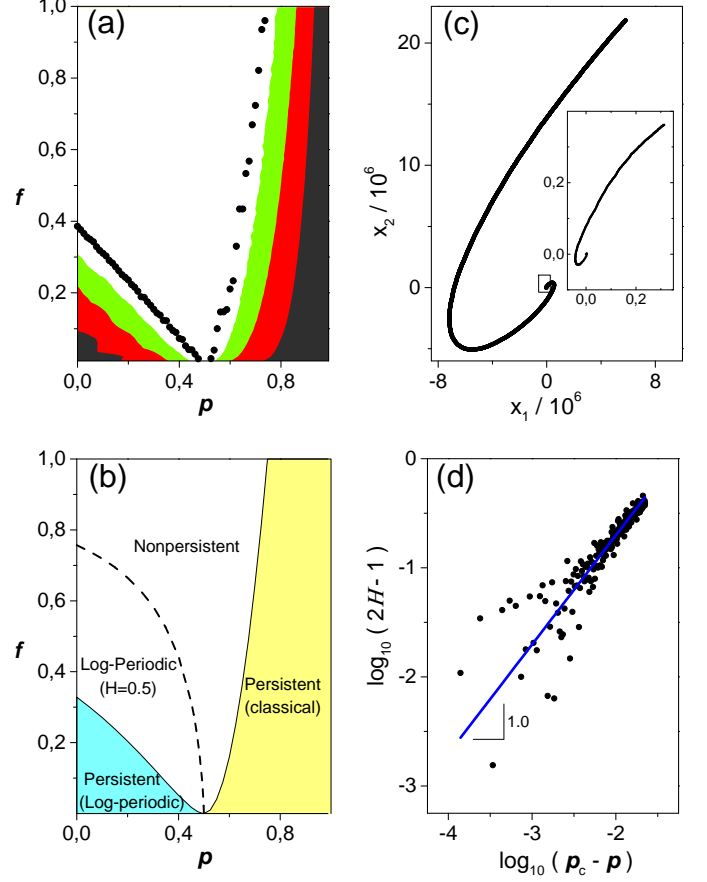 (a)
1,0
0,8
0,6
f
0,4
0,2
0,0
0,4
0,8
p
(c)
20
10
0
x2 / 10^6
-8
0
8
x1 / 10^6
0,2
0,0
0,0
0,2
(b)
1,0
0,8
0,6
f
0,4
0,2
Nonpersistent
Log-Periodic
(H=0.5)
Persistent
(classical)
Persistent
(Log-periodic)
0,0
0,4
0,8
p
(d)
0
-1
-2
-3
log10 ( 2H - 1 )
1.0
-4
-3
-2
log10 ( pc - p )